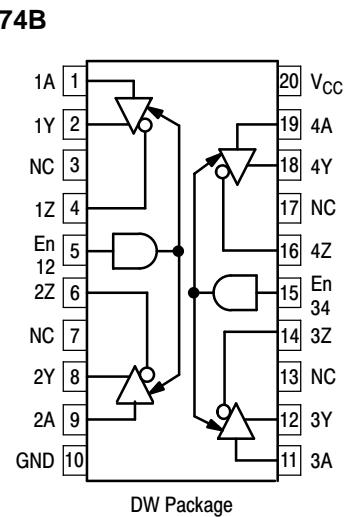 74B
1A 1
1Y 2
NC 3
1Z 4
En
12
5
2Z 6
NC 7
2Y 8
2A 9
GND 10
20 VCC
19 4A
18 4Y
17 NC
16 4Z
15 En
34
14 3Z
13 NC
12 3Y
11 3A
DW Package